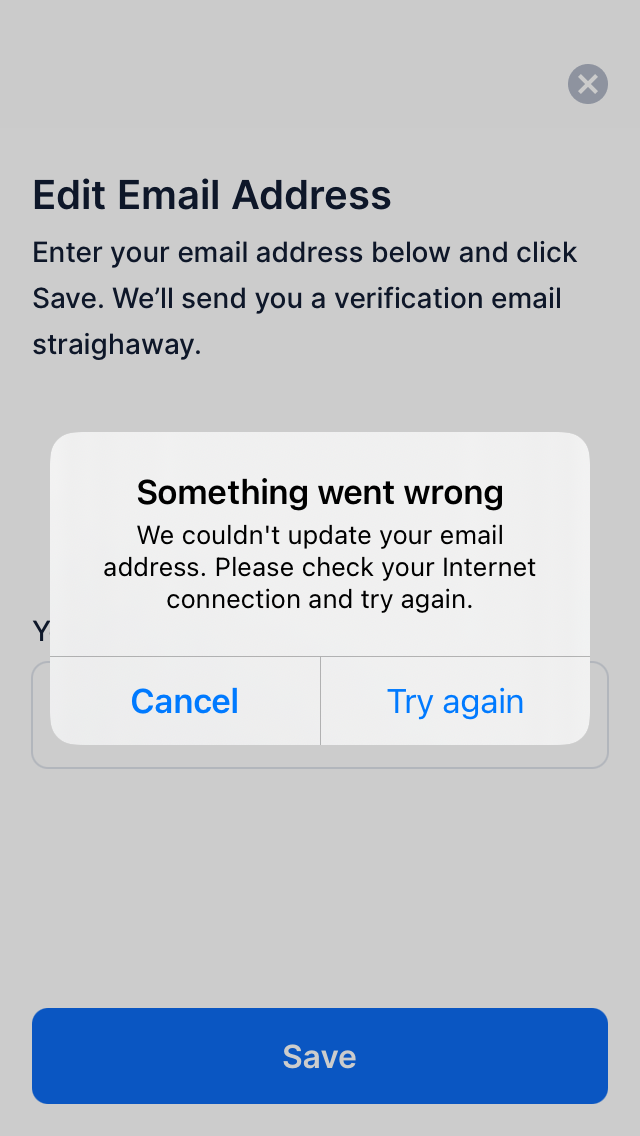 Edit Email Address
Enter your email address below and click
Save. We’ll send you a verification email
straighaway.
Something went wrong
We couldn't update your email
address. Please check your Internet
connection and try again.
Cancel
Try again
Save